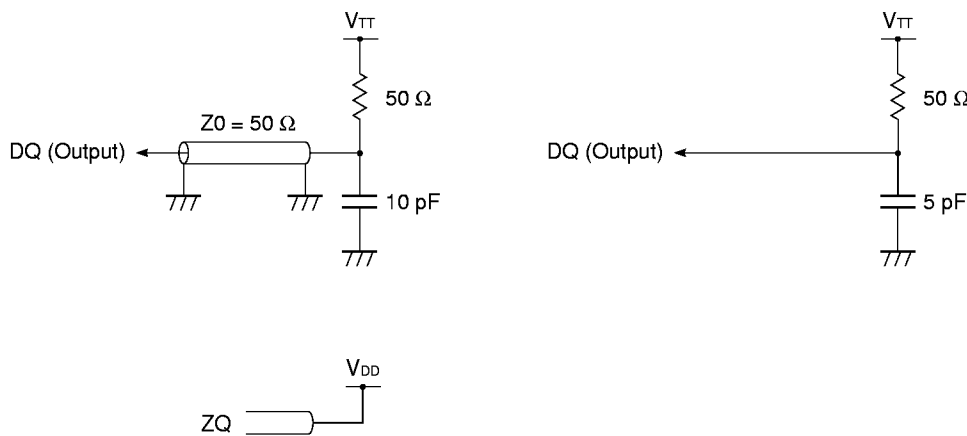 VTT
50 Ω
Z0 = 50 Ω
DQ (Output)
10 pF
VTT
50 Ω
DQ (Output)
5 pF
VDD
ZQ